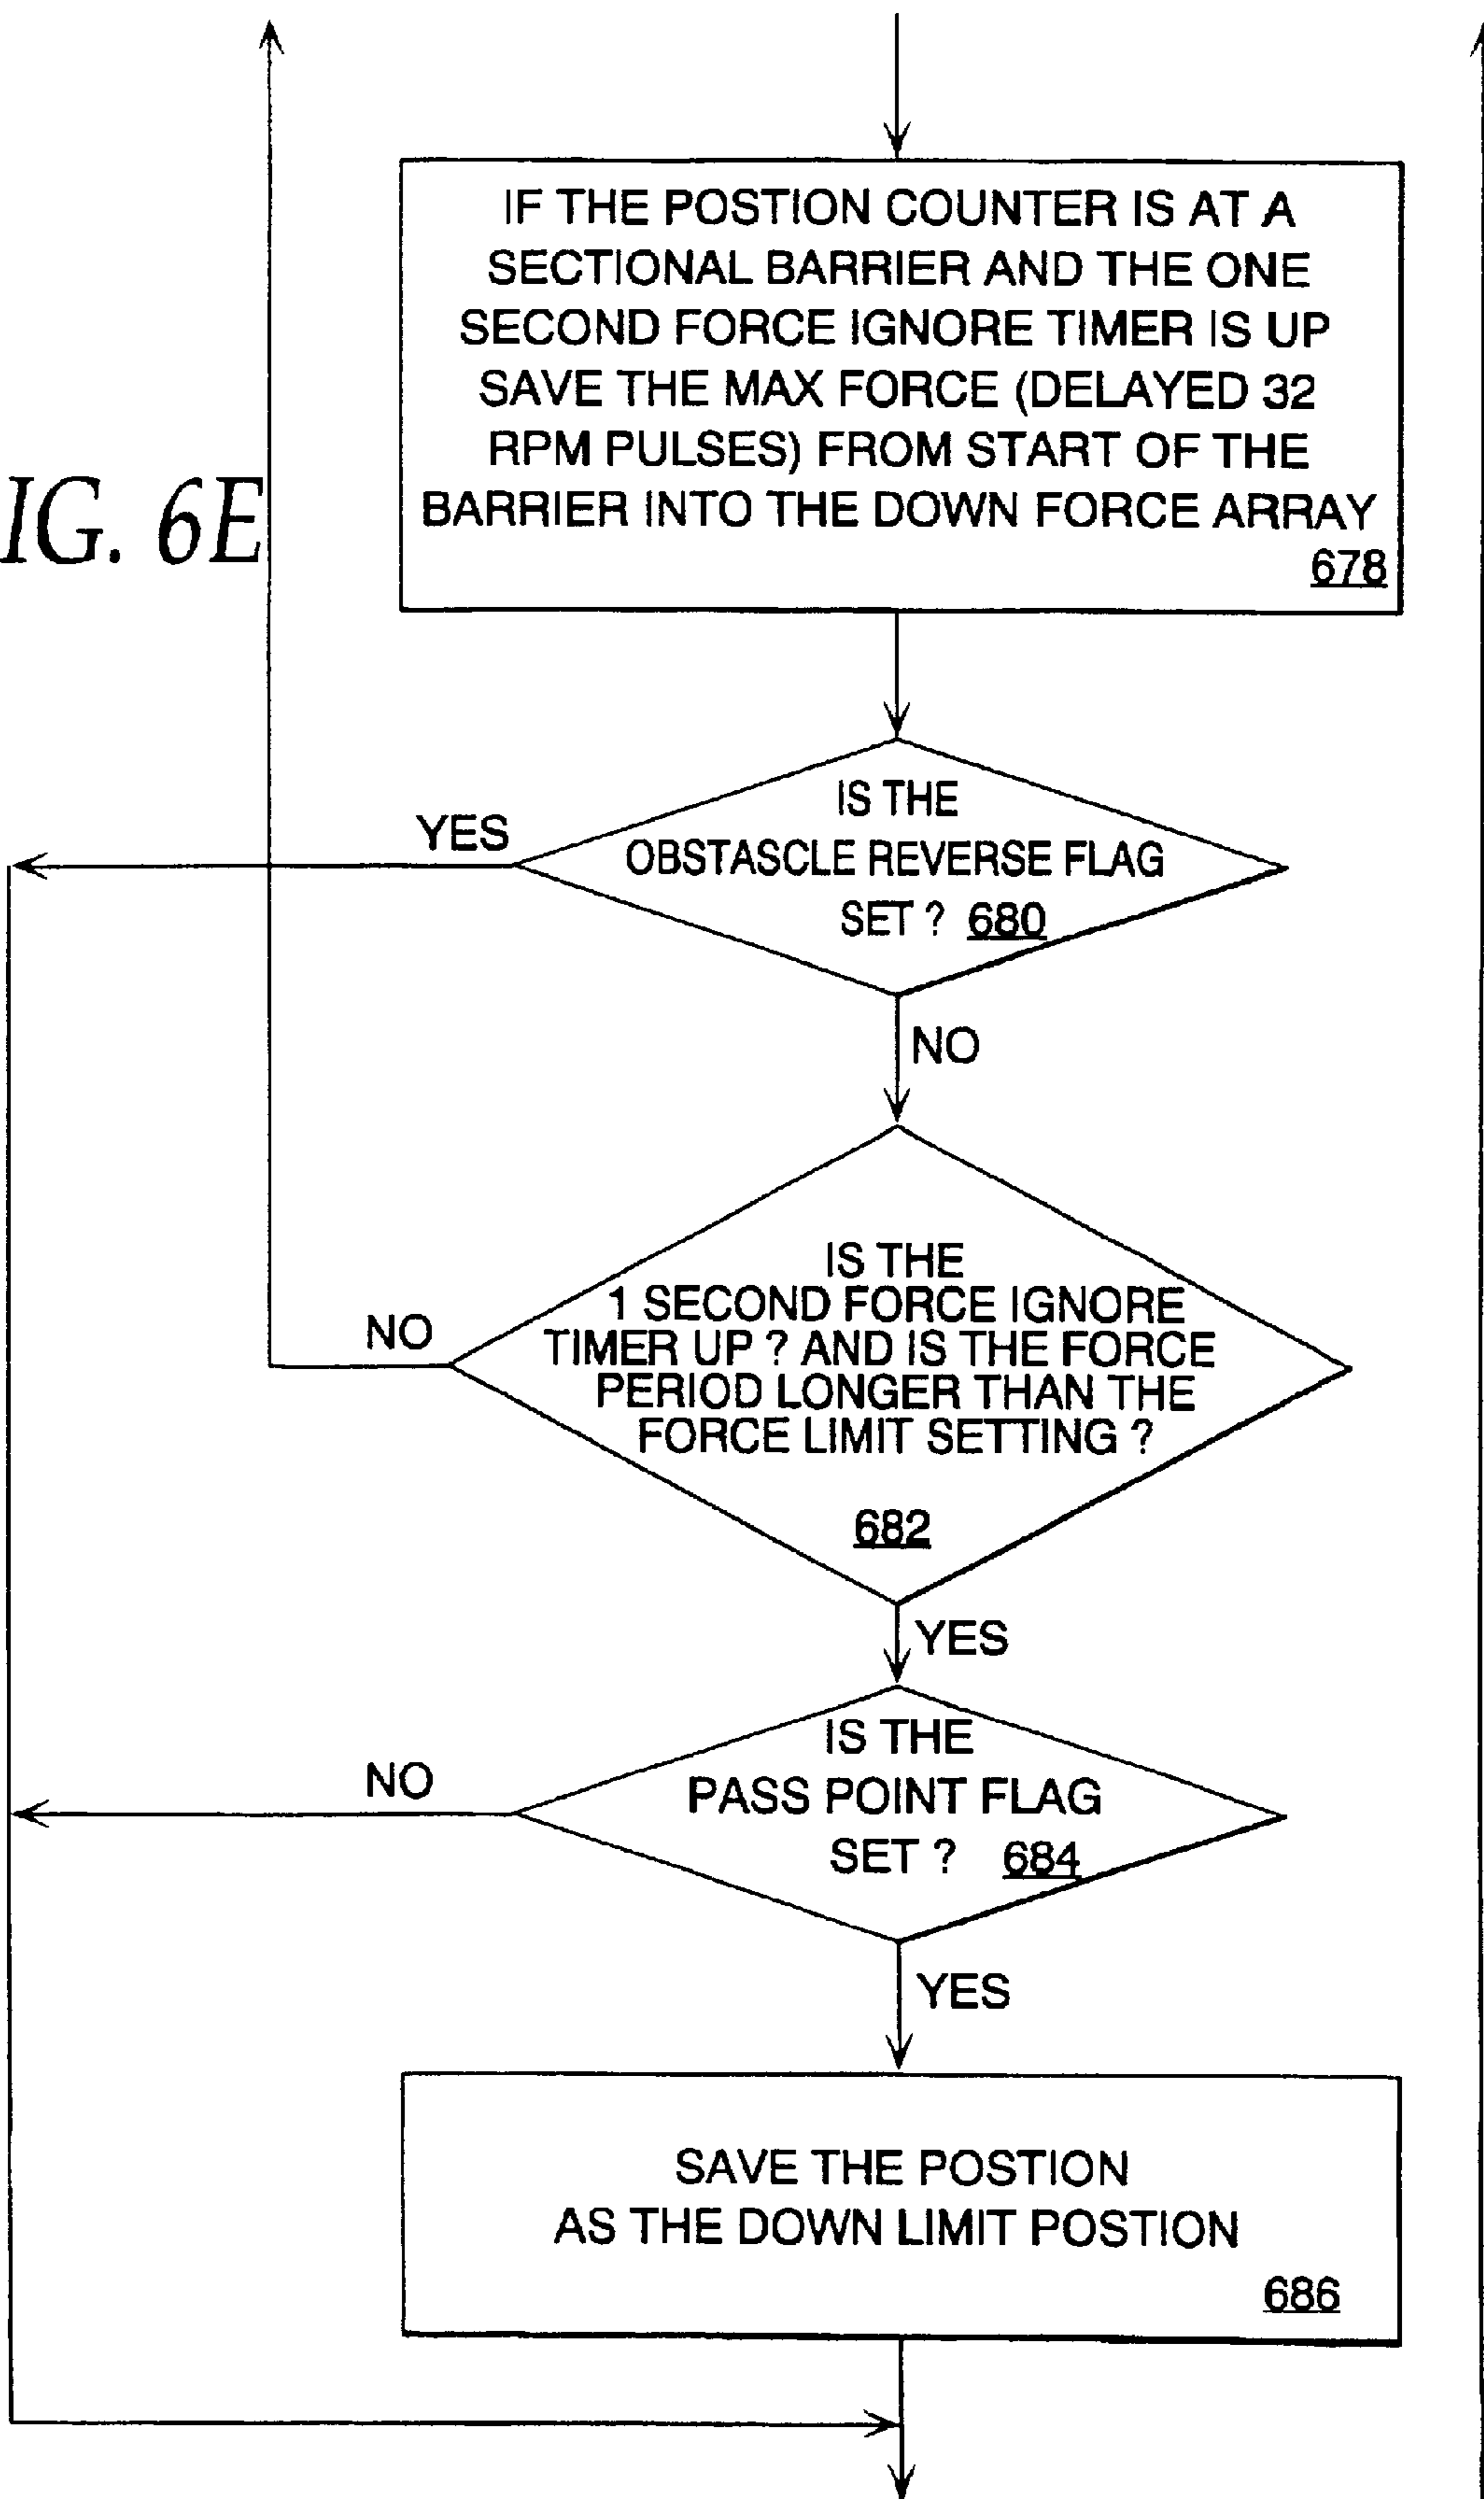 IF THE POSTION COUNTER IS AT A
SECTIONAL BARRIER AND THE ONE
SECOND FORCE IGNORE TIMER IS UP
SAVE THE MAX FORCE (DELAYED 32
RPM PULSES) FROM START OF THE
BARRIER INTO THE DOWN FORCE ARRAY
678
IG. 6E
IS THE
OBSTASCLE REVERSE FLAG
SET ? 680
YES
NO
IS THE
1 SECOND FORCE IGNORE
TIMER UP ? AND IS THE FORCE
PERIOD LONGER THAN THE
FORCE LIMIT SETTING ?
682
NO
YES
IS THE
PASS POINT FLAG
SET ? 684
NO
YES
SAVE THE POSTION
AS THE DOWN LIMIT POSTION
686